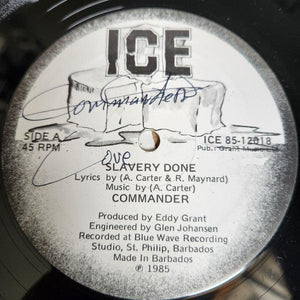 ICE
Commander
SIDE A
45 RPM
ICE 85-12018
Love
SLAVERY DONE
Lyrics by (A. Carter & R. Maynard)
Music by (A. Carter)
COMMANDER
Produced by Eddy Grant
Engineered by Glen Johansen
Recorded at Blue Wave Recording
Studio, St. Philip, Barbados
Made in Barbados
℗ 1985